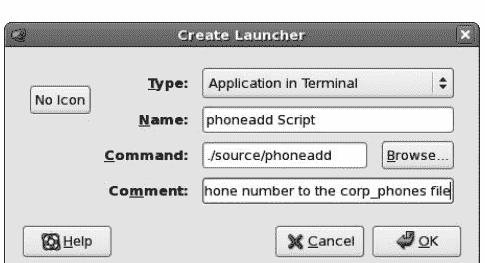 Create Launcher
No Icon
Type: Application in Terminal
Name: phoneadd Script
Command: ./source/phoneadd Browse...
Comment: hone number to the corp_phones file
Help Cancel OK